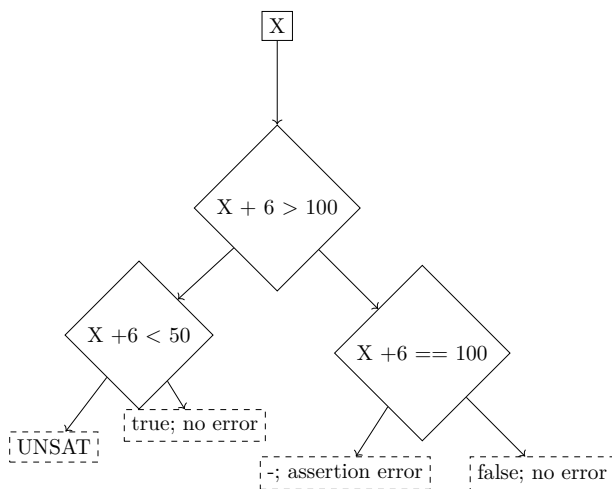 X
X + 6 > 100
X +6 < 50
X +6 == 100
true; no error
UNSAT
-; assertion error
false; no error